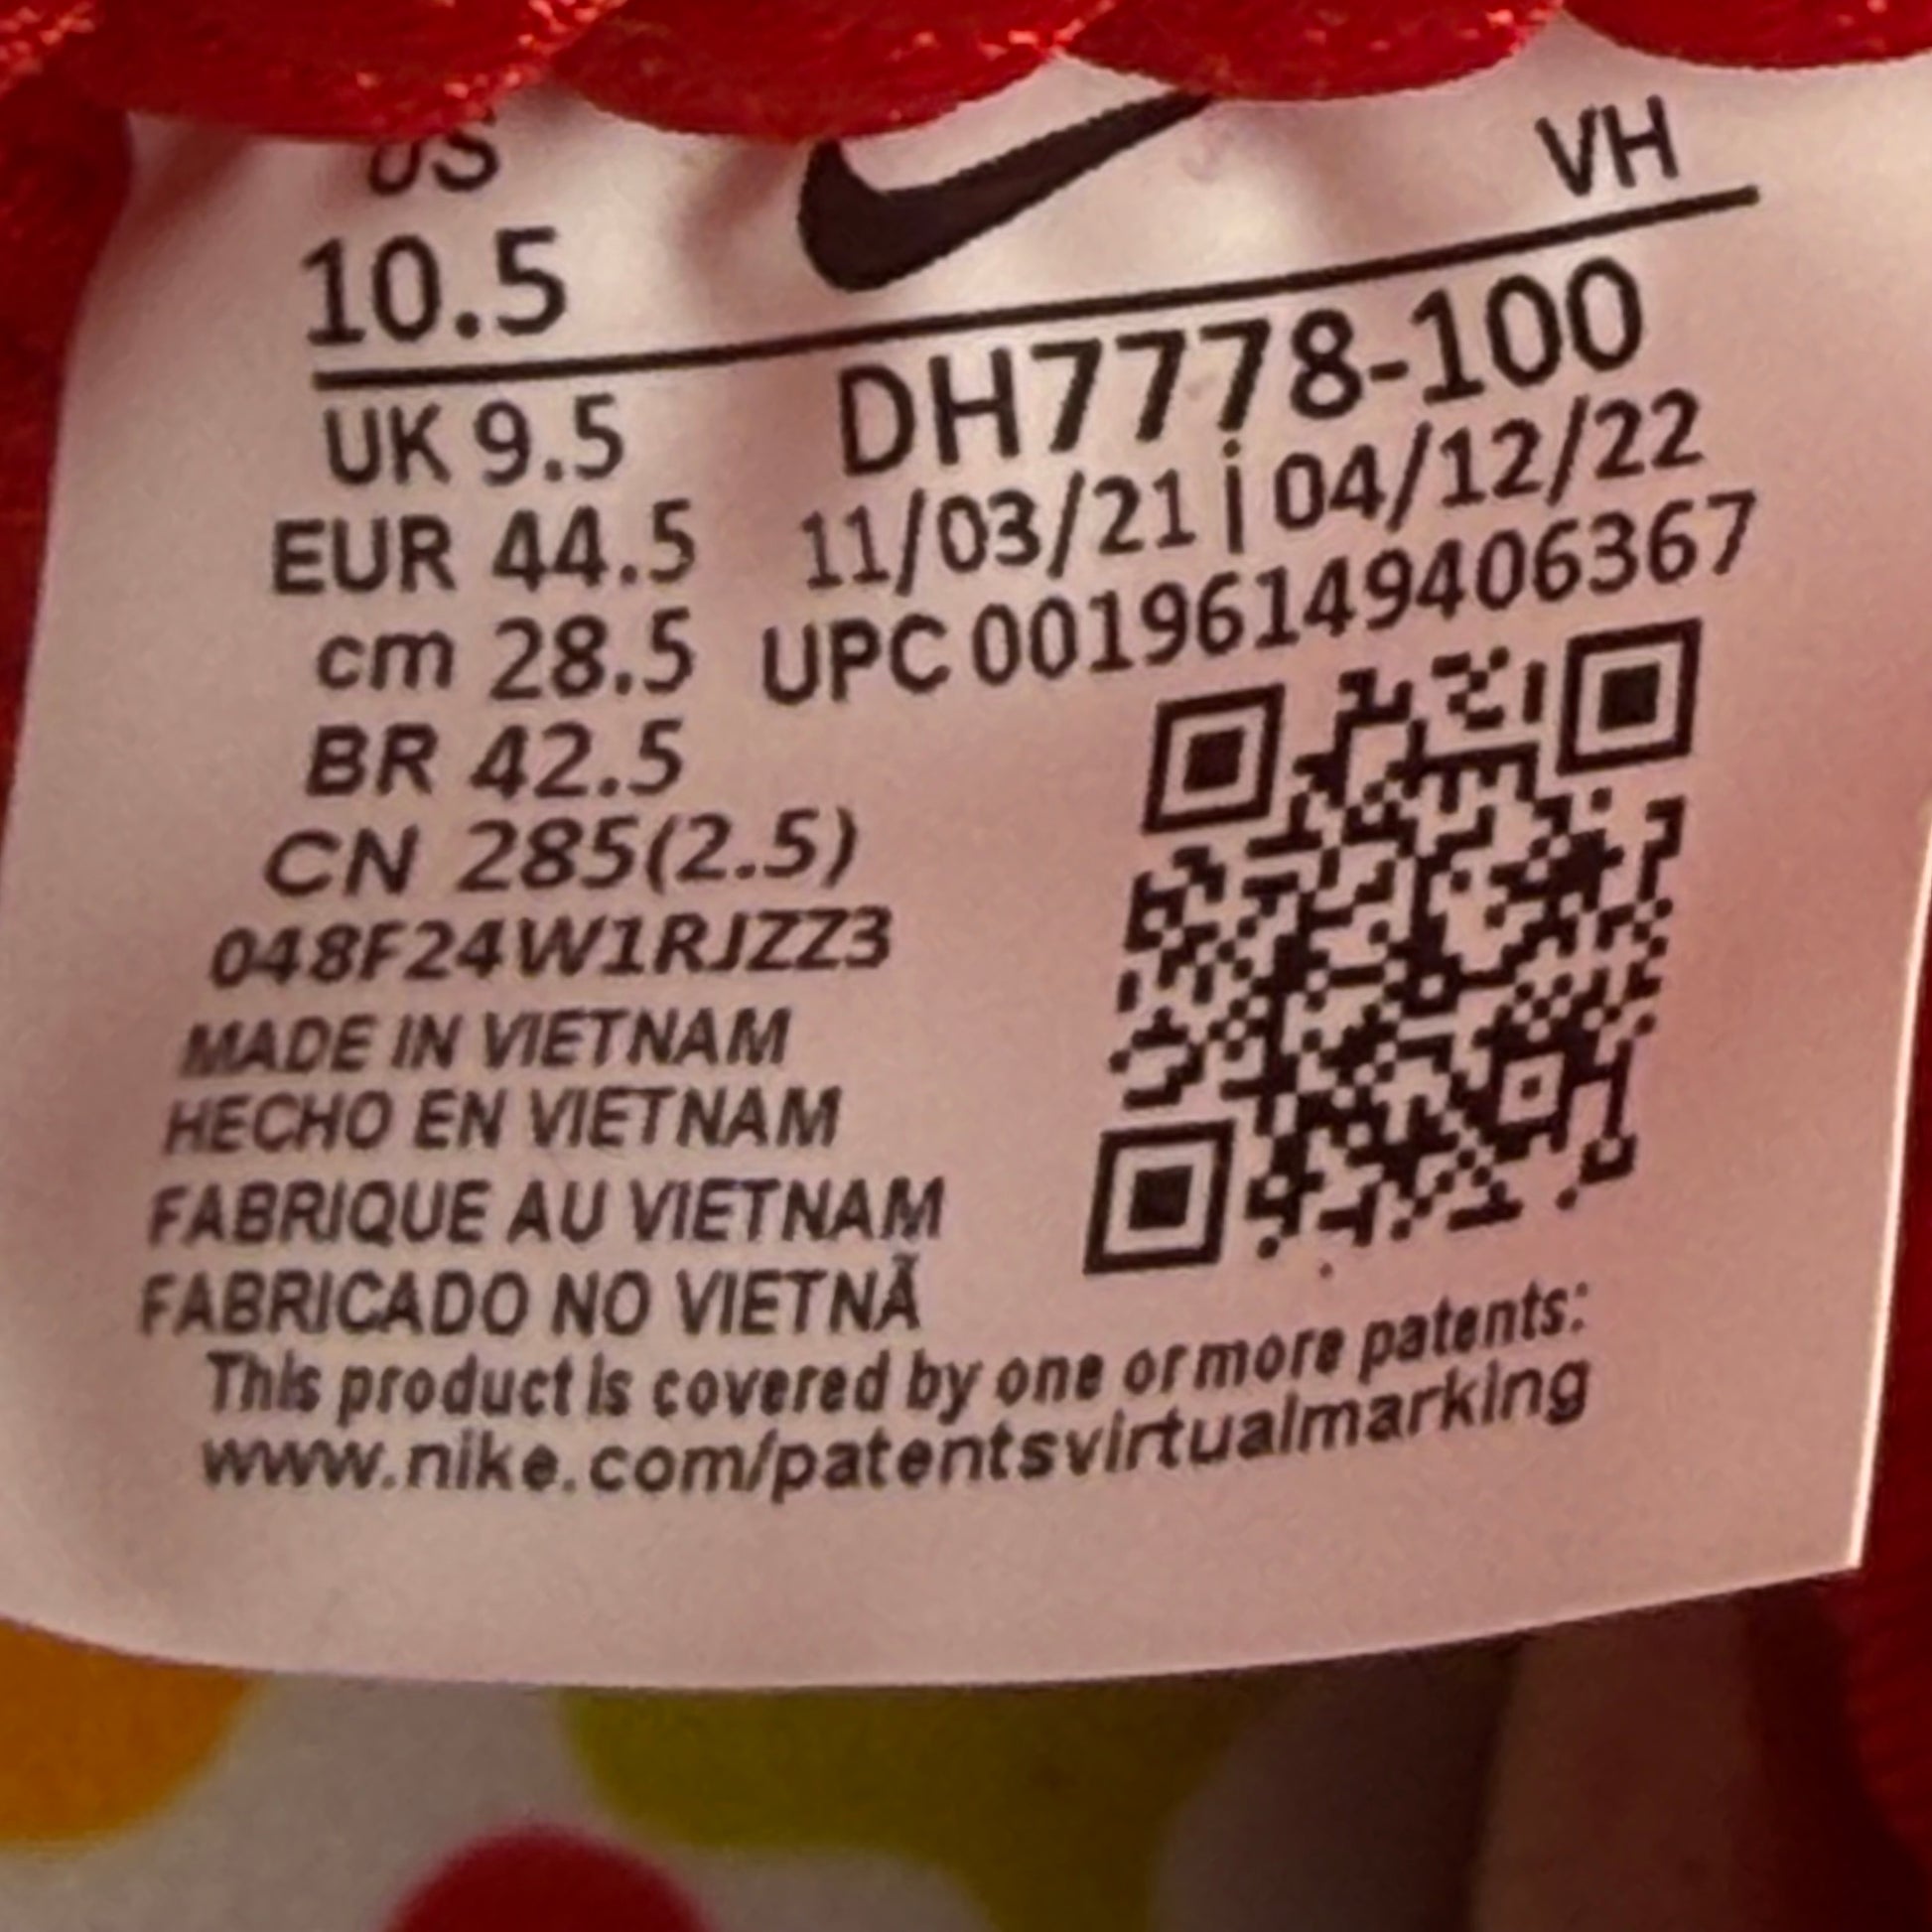 US
VH
10.5
DH7778-100
UK 9.5
11/03/21 | 04/12/22
EUR 44.5
UPC 00196149406367
cm 28.5
BR 42.5
CN 285(2.5)
048F24W1RJZZ3
MADE IN VIETNAM
HECHO EN VIETNAM
FABRIQUE AU VIETNAM
FABRICADO NO VIETNÃ
This product is covered by one or more patents:
www.nike.com/patentsvirtualmarking